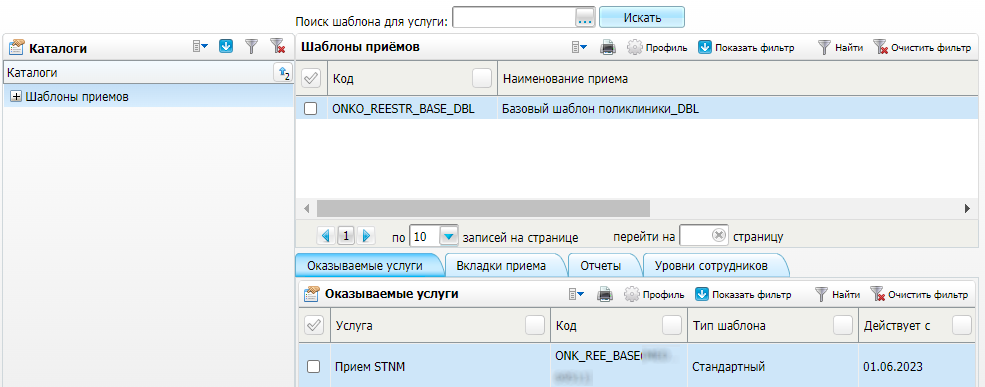 Поиск шаблона для услуги: ... Искать
Каталоги
Каталоги
Шаблоны приемов
Шаблоны приёмов Профиль Показать фильтр Найти Очистить фильтр
Код Наименование приема
ONKO_REESTR_BASE_DBL Базовый шаблон поликлиники_DBL
1 по 10 записей на странице перейти на страницу
Оказываемые услуги Вкладки приема Отчеты Уровни сотрудников
Оказываемые услуги Профиль Показать фильтр Найти Очистить фильтр
Услуга Код Тип шаблона Действует с
Прием STNM ONK_REE_BASE Стандартный 01.06.2023